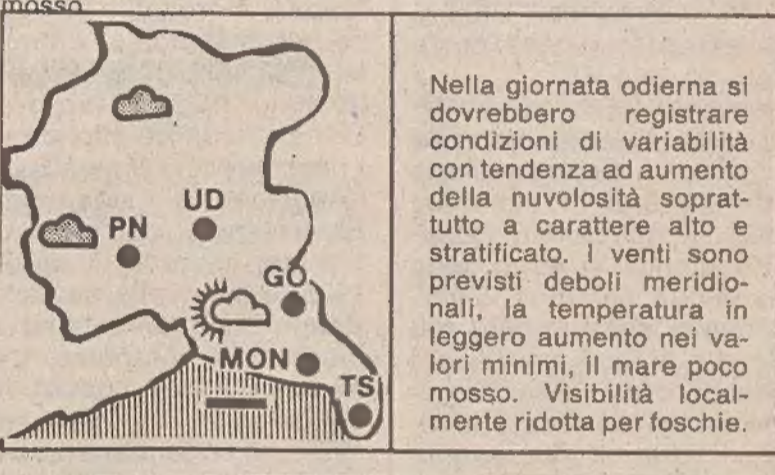 mosso
PN
UD
GO
MON
TS
Nella giornata odierna si
dovrebbero registrare
condizioni di variabilità
con tendenza ad aumento
della nuvolosità soprat-
tutto a carattere alto e
stratificato. I venti sono
previsti deboli meridio-
nali, la temperatura in
leggero aumento nei va-
lori minimi, il mare poco
mosso. Visibilità local-
mente ridotta per foschie.